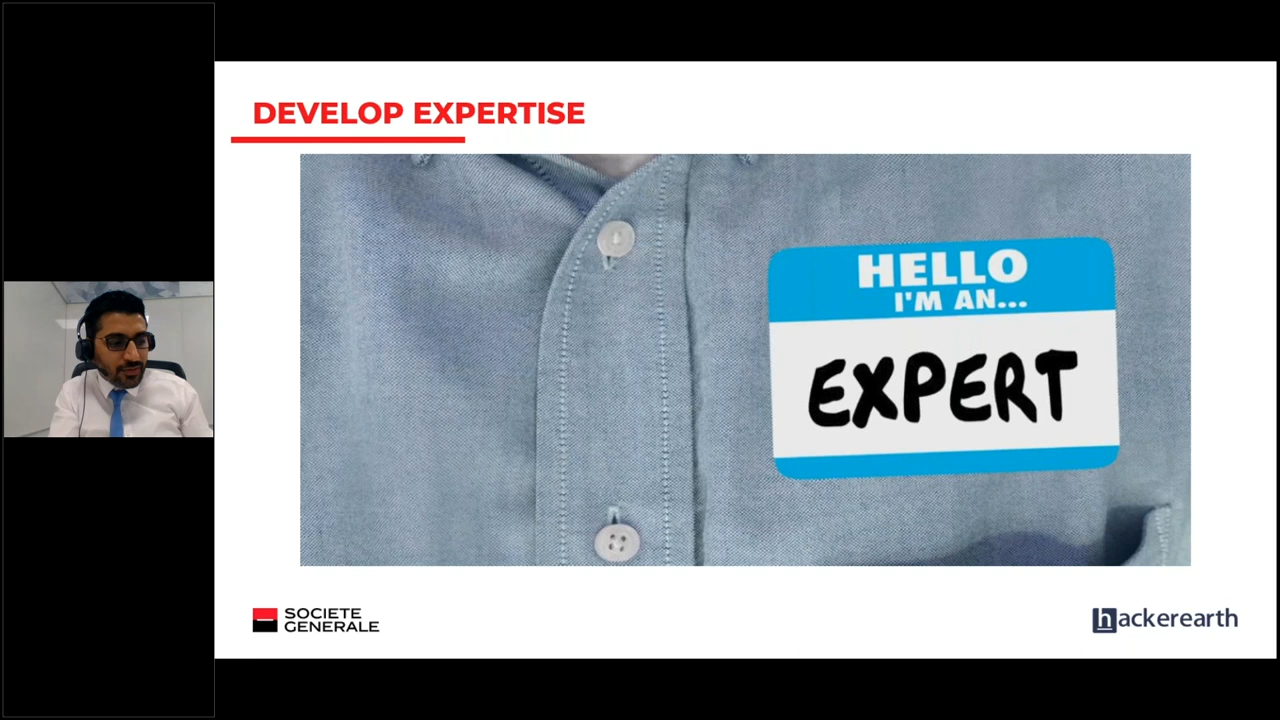 DEVELOP EXPERTISE
HELLO
I'M AN...
EXPERT
SOCIETE
GENERALE
hackerearth